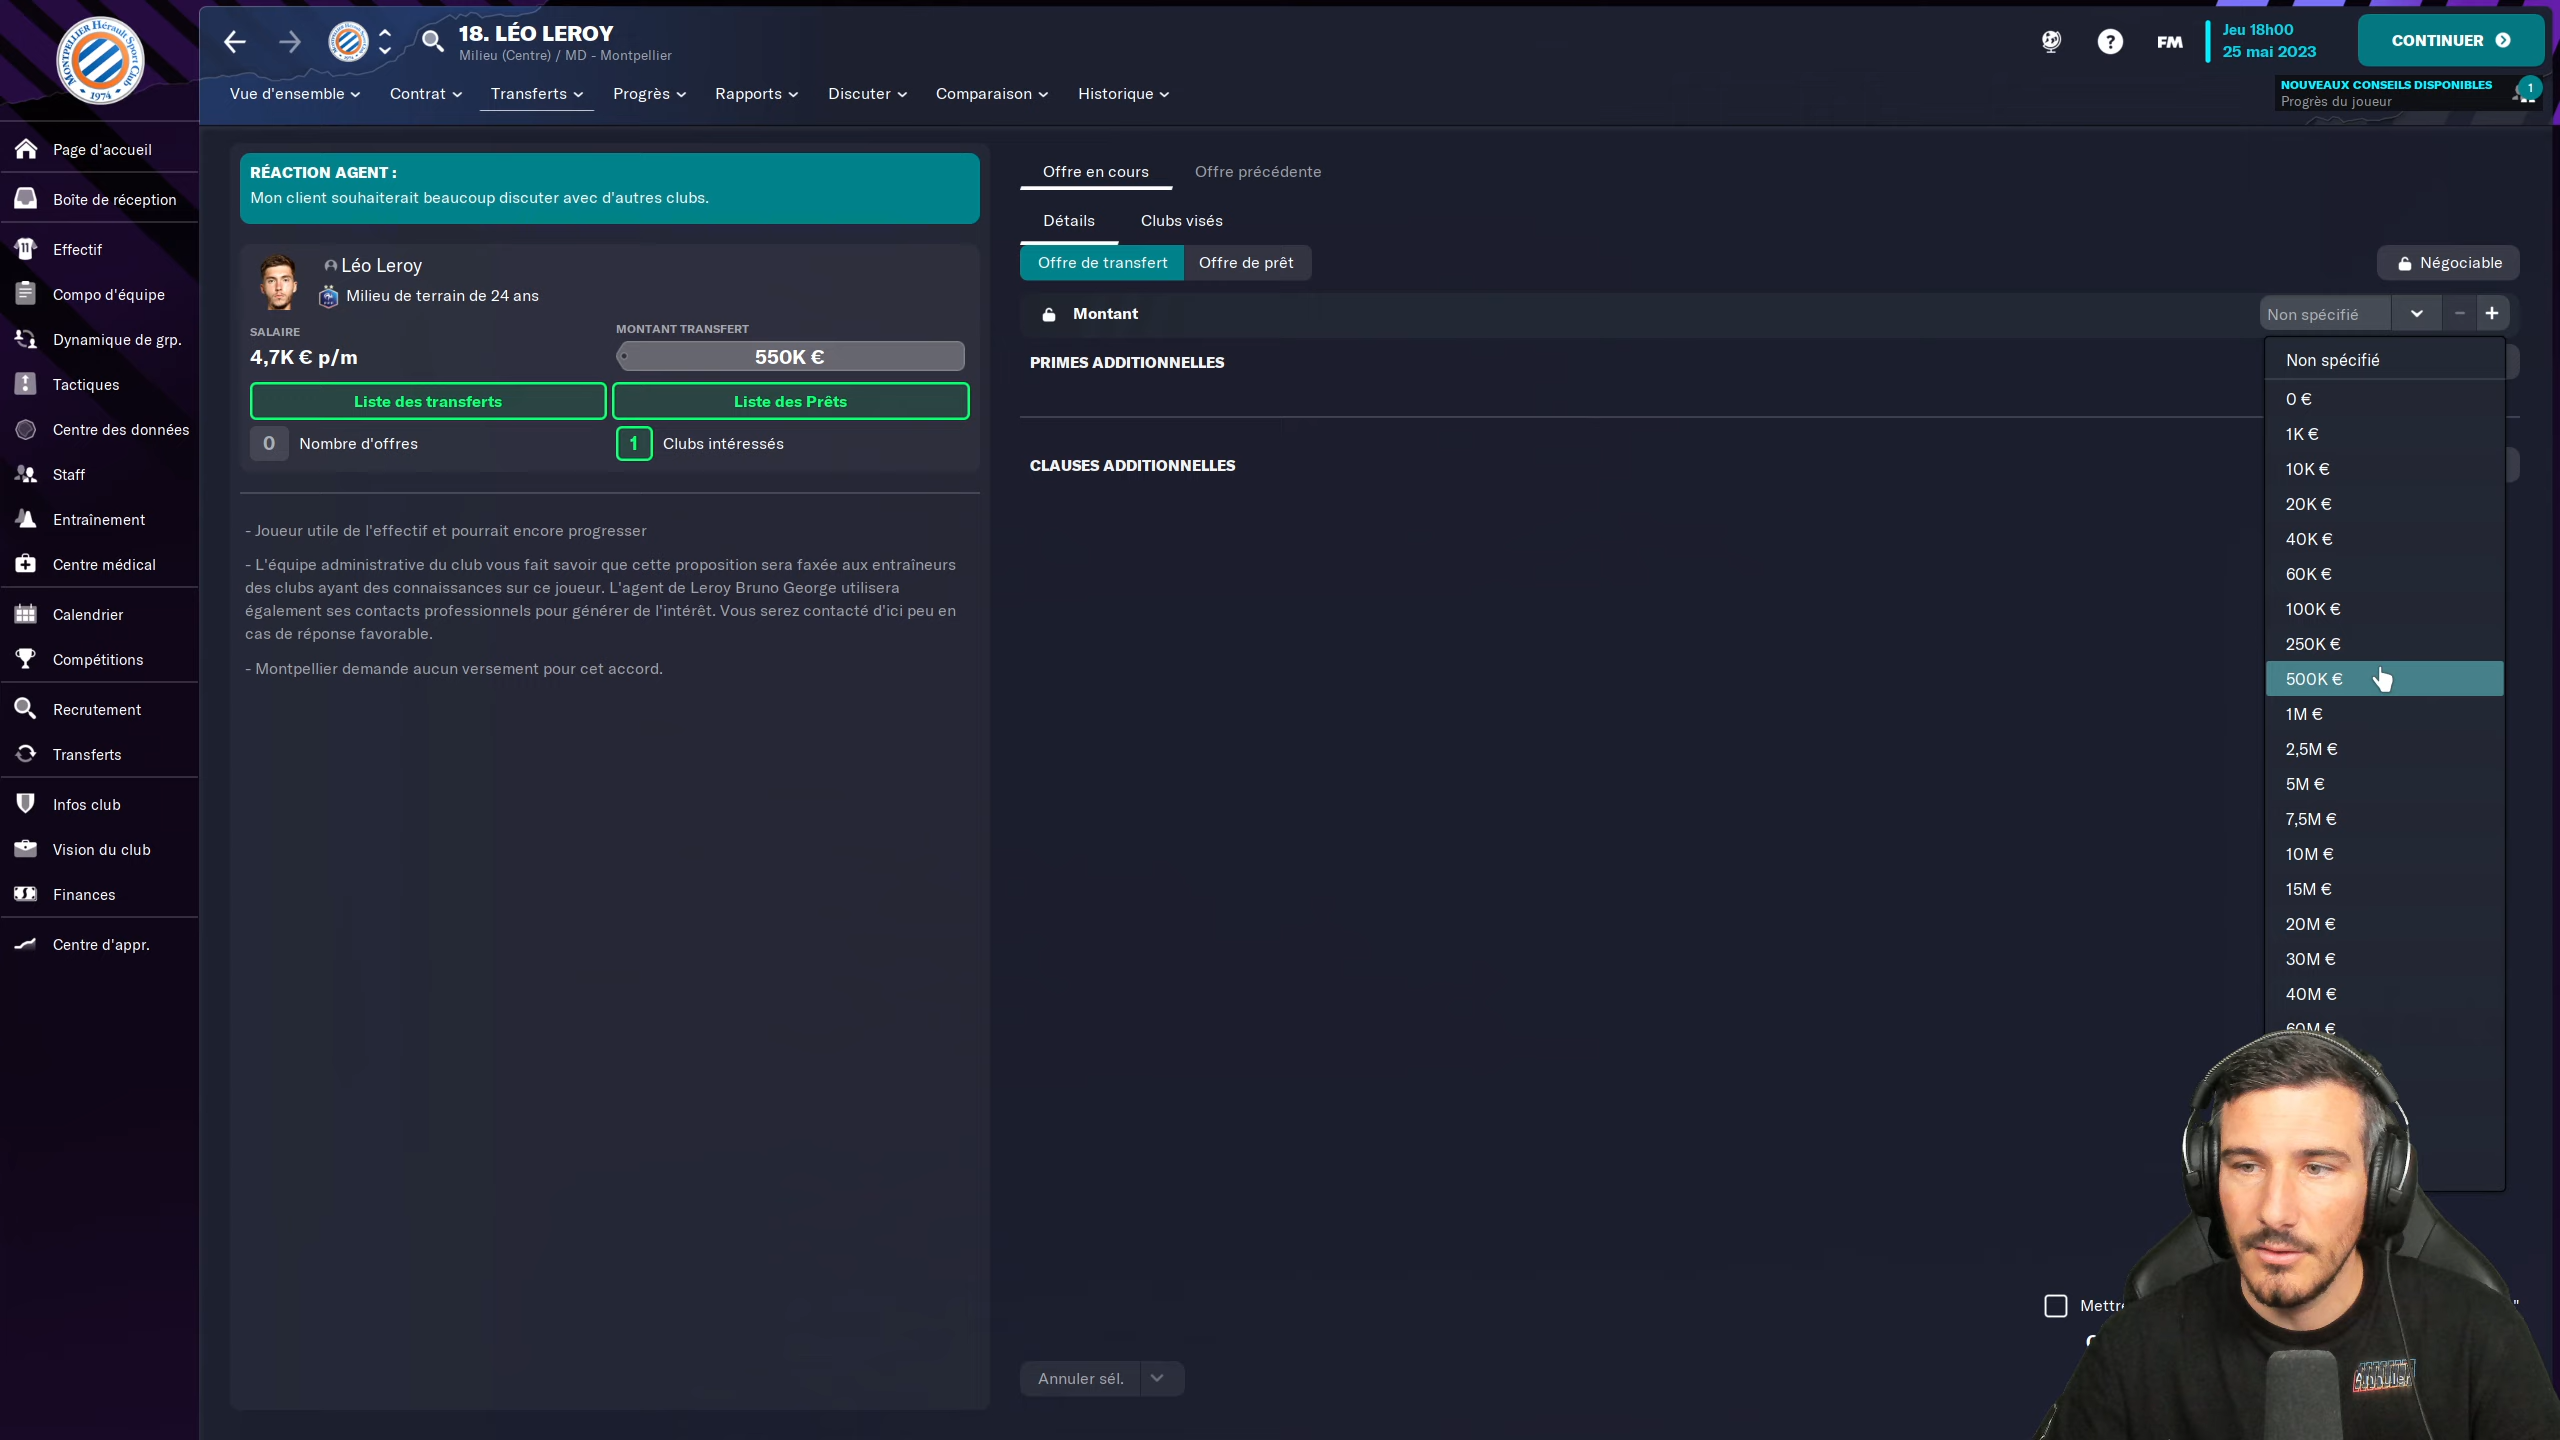 MONTPELLIER Hérault Sport Club
1974
18. LÉO LEROY
Milieu (Centre) / MD - Montpellier
FM
Jeu 18h00
25 mai 2023
CONTINUER
NOUVEAUX CONSEILS DISPONIBLES
Progrès du joueur
1
Vue d'ensemble
Contrat
Transferts
Progrès
Rapports
Discuter
Comparaison
Historique
Page d'accueil
Boîte de réception
Effectif
Compo d'équipe
Dynamique de grp.
Tactiques
Centre des données
Staff
Entraînement
Centre médical
Calendrier
Compétitions
Recrutement
Transferts
Infos club
Vision du club
Finances
Centre d'appr.
RÉACTION AGENT :
Mon client souhaiterait beaucoup discuter avec d'autres clubs.
Léo Leroy
Milieu de terrain de 24 ans
SALAIRE
4,7K € p/m
MONTANT TRANSFERT
550K €
Liste des transferts
Liste des Prêts
0 Nombre d'offres
1 Clubs intéressés
- Joueur utile de l'effectif et pourrait encore progresser
- L'équipe administrative du club vous fait savoir que cette proposition sera faxée aux entraîneurs
des clubs ayant des connaissances sur ce joueur. L'agent de Leroy Bruno George utilisera
également ses contacts professionnels pour générer de l'intérêt. Vous serez contacté d'ici peu en
cas de réponse favorable.
- Montpellier demande aucun versement pour cet accord.
Offre en cours
Offre précédente
Détails
Clubs visés
Offre de transfert
Offre de prêt
Négociable
Montant
Non spécifié
PRIMES ADDITIONNELLES
CLAUSES ADDITIONNELLES
Non spécifié
0 €
1K €
10K €
20K €
40K €
60K €
100K €
250K €
500K €
1M €
2,5M €
5M €
7,5M €
10M €
15M €
20M €
30M €
40M €
60M €
Annuler sél.
Annuler